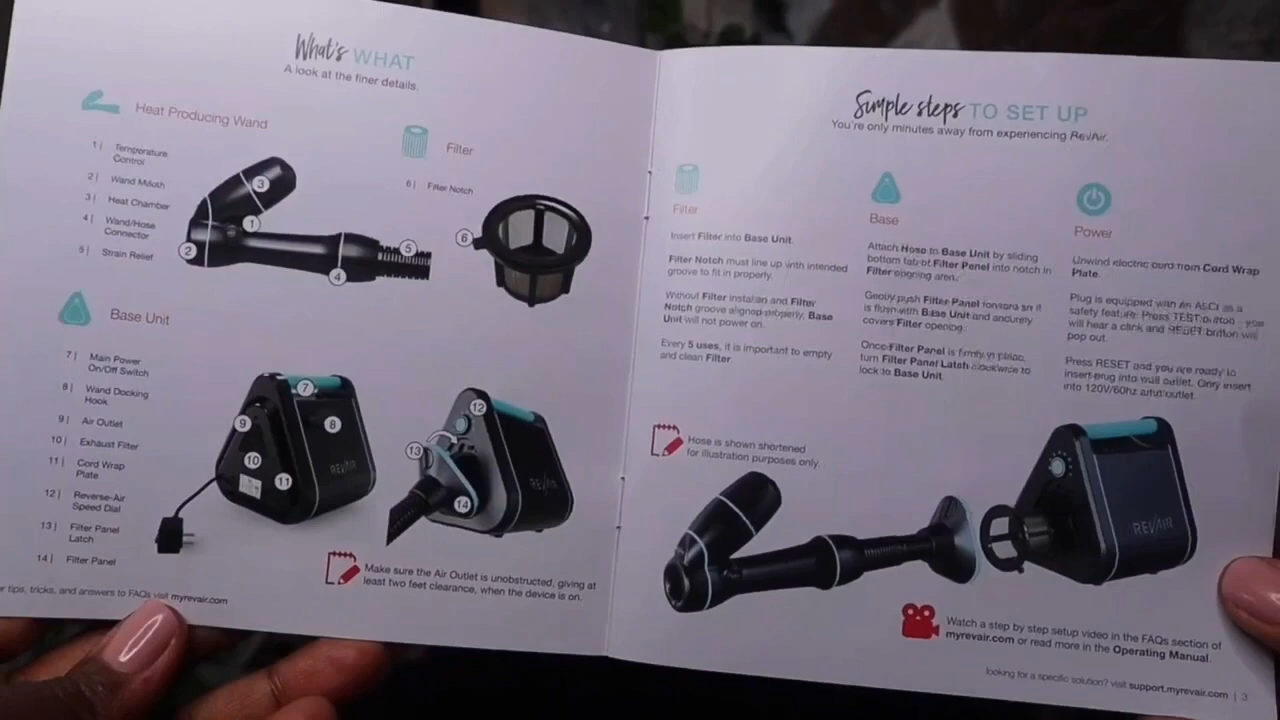 What's WHAT
A look at the finer details.
Heat Producing Wand
1 | Temperature
Control
2 | Wand Mouth
3 | Heat Chamber
4 | Wand/Hose
Connector
5 | Strain Relief
Filter
6 | Filter Notch
3
1
2
5
4
6
Base Unit
7 | Main Power
On/Off Switch
8 | Wand Docking
Hook
9 | Air Outlet
10 | Exhaust Filter
11 | Cord Wrap
Plate
12 | Reverse-Air
Speed Dial
13 | Filter Panel
Latch
14 | Filter Panel
7
9
8
10
11
REVAIR
12
13
14
REVAIR
Make sure the Air Outlet is unobstructed, giving at
least two feet clearance, when the device is on.
r tips, tricks, and answers to FAQs visit myrevair.com
Simple steps TO SET UP
You're only minutes away from experiencing RevAir.
Filter
Insert Filter into Base Unit.
Filter Notch must line up with intended
groove to fit in properly.
Without Filter installed and Filter
Notch groove aligned properly, Base
Unit will not power on.
Every 5 uses, it is important to empty
and clean Filter.
Base
Attach Hose to Base Unit by sliding
bottom tab of Filter Panel into notch in
Filter opening area.
Gently push Filter Panel forward so it
is flush with Base Unit and securely
covers Filter opening.
Once Filter Panel is firmly in place,
turn Filter Panel Latch clockwise to
lock to Base Unit.
Power
Unwind electric cord from Cord Wrap
Plate.
Plug is equipped with an ALCI as a
safety feature. Press TEST button - you
will hear a click and RESET button will
pop out.
Press RESET and you are ready to
insert plug into wall outlet. Only insert
into 120V/60hz outlet.
Hose is shown shortened
for illustration purposes only.
REVAIR
Watch a step by step setup video in the FAQs section of
myrevair.com or read more in the Operating Manual.
looking for a specific solution? visit support.myrevair.com | 3